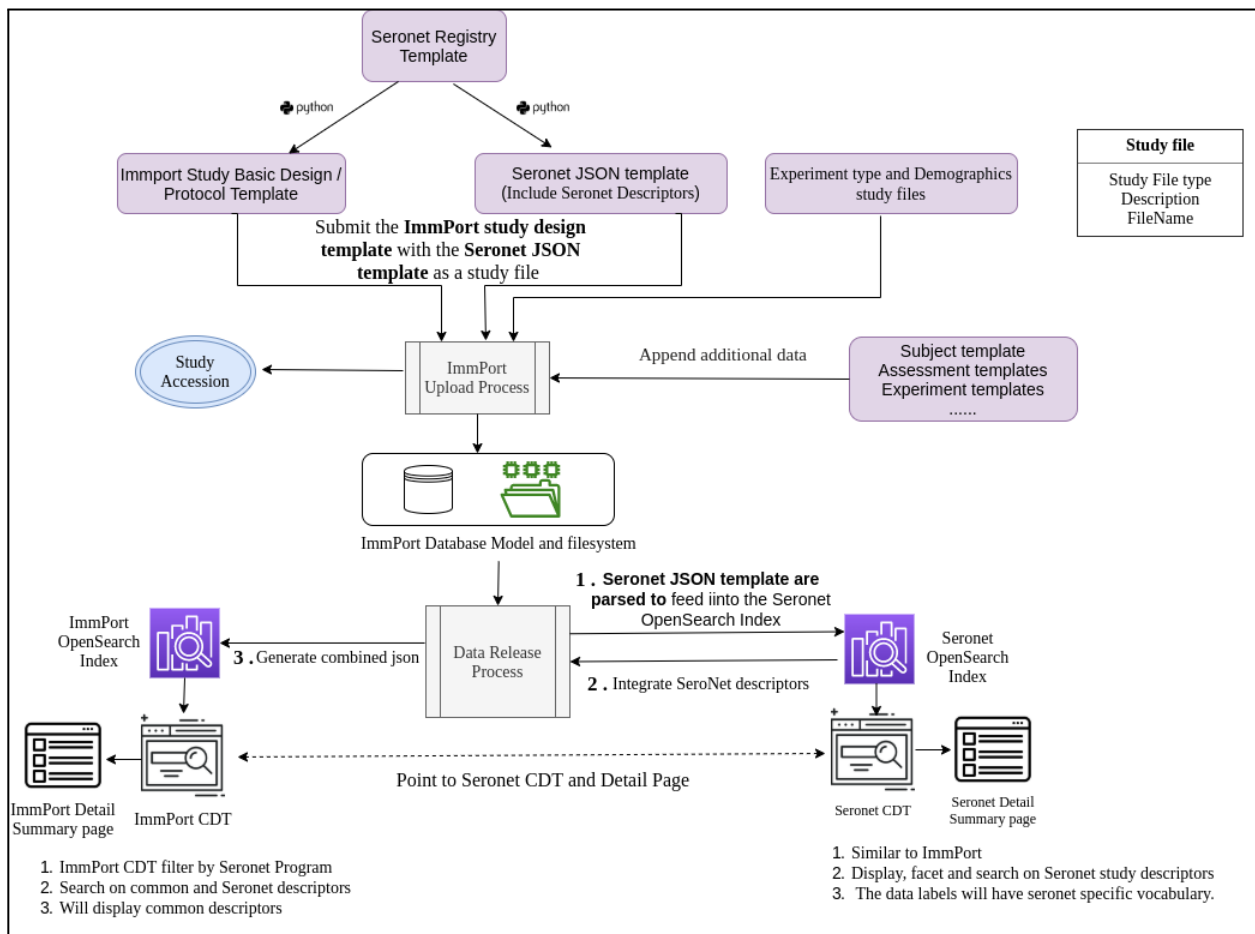 Seronet Registry
Template
python
python
Immport Study Basic Design /
Protocol Template
Seronet JSON template
(Include Seronet Descriptors)
Experiment type and Demographics
study files
Study file
Study File type
Description
FileName
Submit the ImmPort study design
template with the Seronet JSON
template as a study file
Study
Accession
ImmPort
Upload Process
Append additional data
Subject template
Assessment templates
Experiment templates
......
ImmPort Database Model and filesystem
1 . Seronet JSON template are
parsed to feed iinto the Seronet
OpenSearch Index
ImmPort
OpenSearch
Index
3 . Generate combined json
Data Release
Process
2 . Integrate SeroNet descriptors
Seronet
OpenSearch
Index
Point to Seronet CDT and Detail Page
ImmPort Detail
Summary page
ImmPort CDT
Seronet CDT
Seronet Detail
Summary page
1. ImmPort CDT filter by Seronet Program
2. Search on common and Seronet descriptors
3. Will display common descriptors
1. Similar to ImmPort
2. Display, facet and search on Seronet study descriptors
3. The data labels will have seronet specific vocabulary.